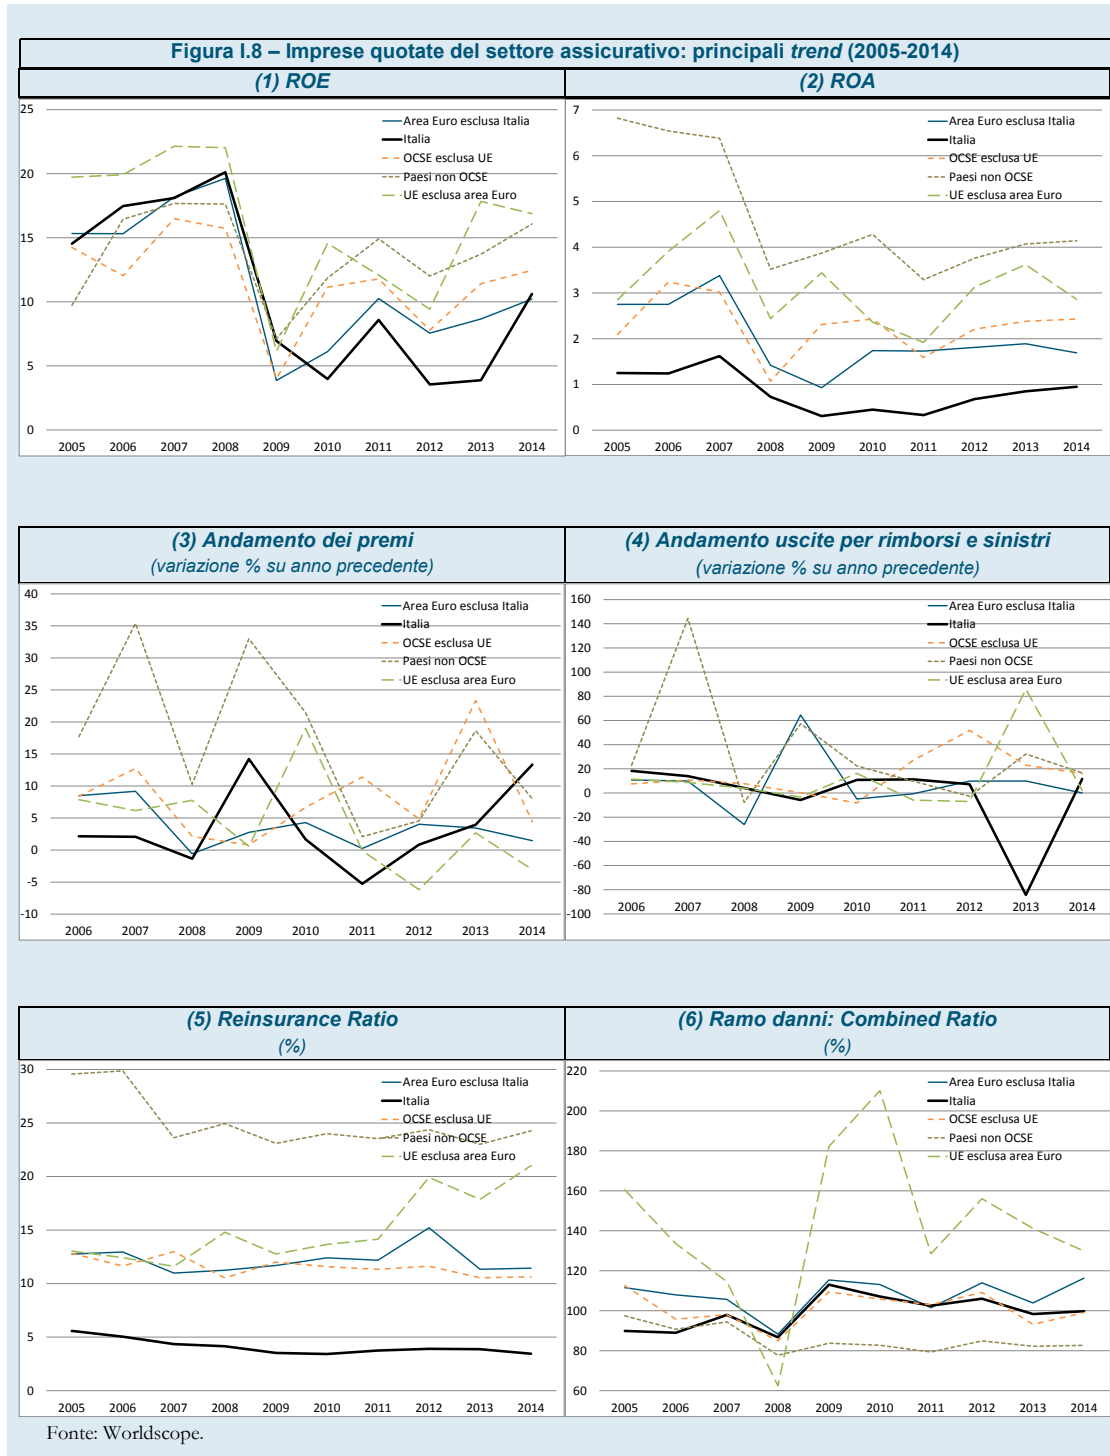 Figura I.8 – Imprese quotate del settore assicurativo: principali trend (2005-2014)
(1) ROE
(2) ROA
25
20
15
10
5
0
2005 2006 2007 2008 2009 2010 2011 2012 2013 2014
Area Euro esclusa Italia
Italia
OCSE esclusa UE
Paesi non OCSE
UE esclusa area Euro
7
6
5
4
3
2
1
0
2005 2006 2007 2008 2009 2010 2011 2012 2013 2014
Area Euro esclusa Italia
Italia
OCSE esclusa UE
Paesi non OCSE
UE esclusa area Euro
(3) Andamento dei premi
(variazione % su anno precedente)
(4) Andamento uscite per rimborsi e sinistri
(variazione % su anno precedente)
40
35
30
25
20
15
10
5
0
-5
-10
2006 2007 2008 2009 2010 2011 2012 2013 2014
Area Euro esclusa Italia
Italia
OCSE esclusa UE
Paesi non OCSE
UE esclusa area Euro
160
140
120
100
80
60
40
20
0
-20
-40
-60
-80
-100
2006 2007 2008 2009 2010 2011 2012 2013 2014
Area Euro esclusa Italia
Italia
OCSE esclusa UE
Paesi non OCSE
UE esclusa area Euro
(5) Reinsurance Ratio
(%)
(6) Ramo danni: Combined Ratio
(%)
30
25
20
15
10
5
0
2005 2006 2007 2008 2009 2010 2011 2012 2013 2014
Area Euro esclusa Italia
Italia
OCSE esclusa UE
Paesi non OCSE
UE esclusa area Euro
220
200
180
160
140
120
100
80
60
2005 2006 2007 2008 2009 2010 2011 2012 2013 2014
Area Euro esclusa Italia
Italia
OCSE esclusa UE
Paesi non OCSE
UE esclusa area Euro
Fonte: Worldscope.